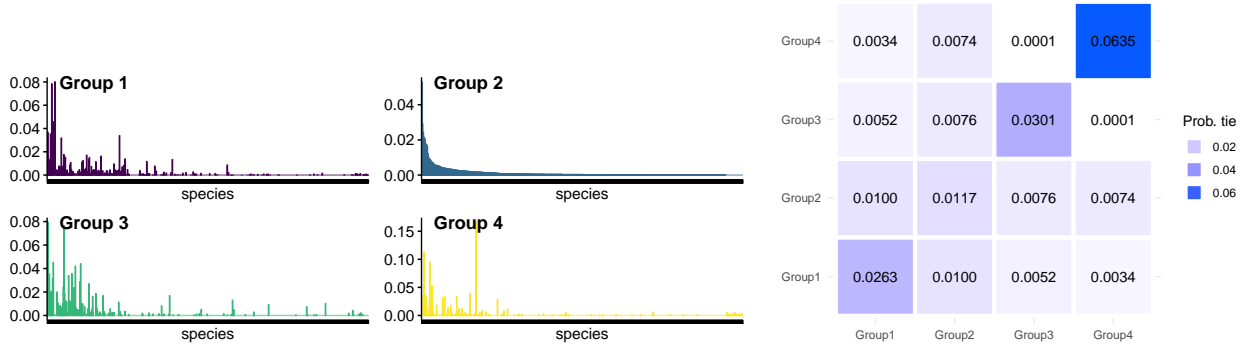 Group 1
0.08
0.06
0.04
0.02
0.00
species
Group 2
0.04
0.02
0.00
species
Group 3
0.08
0.06
0.04
0.02
0.00
species
Group 4
0.15
0.10
0.05
0.00
species
Group4 0.0034 0.0074 0.0001 0.0635
Group3 0.0052 0.0076 0.0301 0.0001
Group2 0.0100 0.0117 0.0076 0.0074
Group1 0.0263 0.0100 0.0052 0.0034
Group1 Group2 Group3 Group4
Prob. tie
0.02
0.04
0.06